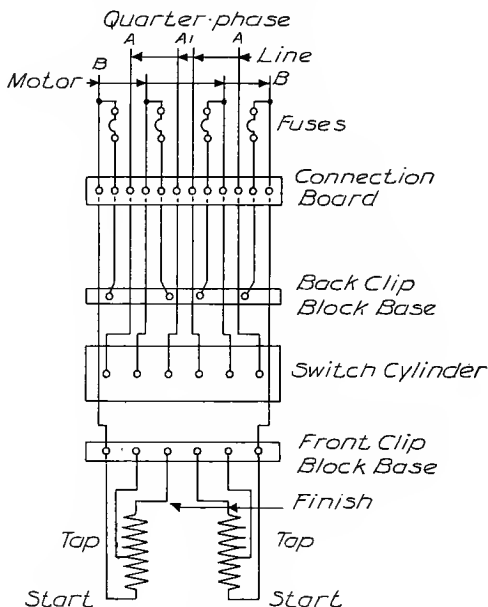 Quarter-phase
A A1 A Line
B
Motor B
Fuses
Connection
Board
Back Clip
Block Base
Switch Cylinder
Front Clip
Block Base
Finish
Tap Tap
Start Start